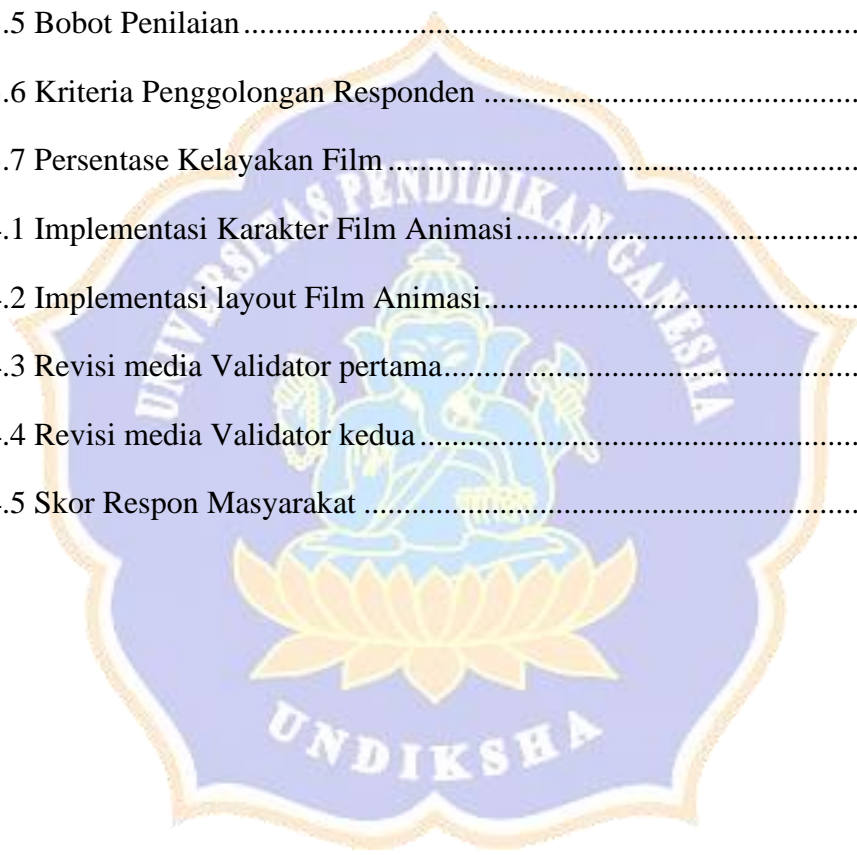 .5 Bobot Penilaian ....................................................................................
.6 Kriteria Penggolongan Responden ....................................................
.7 Persentase Kelayakan Film ................................................................
.1 Implementasi Karakter Film Animasi ................................................
.2 Implementasi layout Film Animasi ....................................................
.3 Revisi media Validator pertama .........................................................
.4 Revisi media Validator kedua ............................................................
.5 Skor Respon Masyarakat ...................................................................
UNIVERSITAS PENDIDIKAN GANESHA
UNDIKSHA